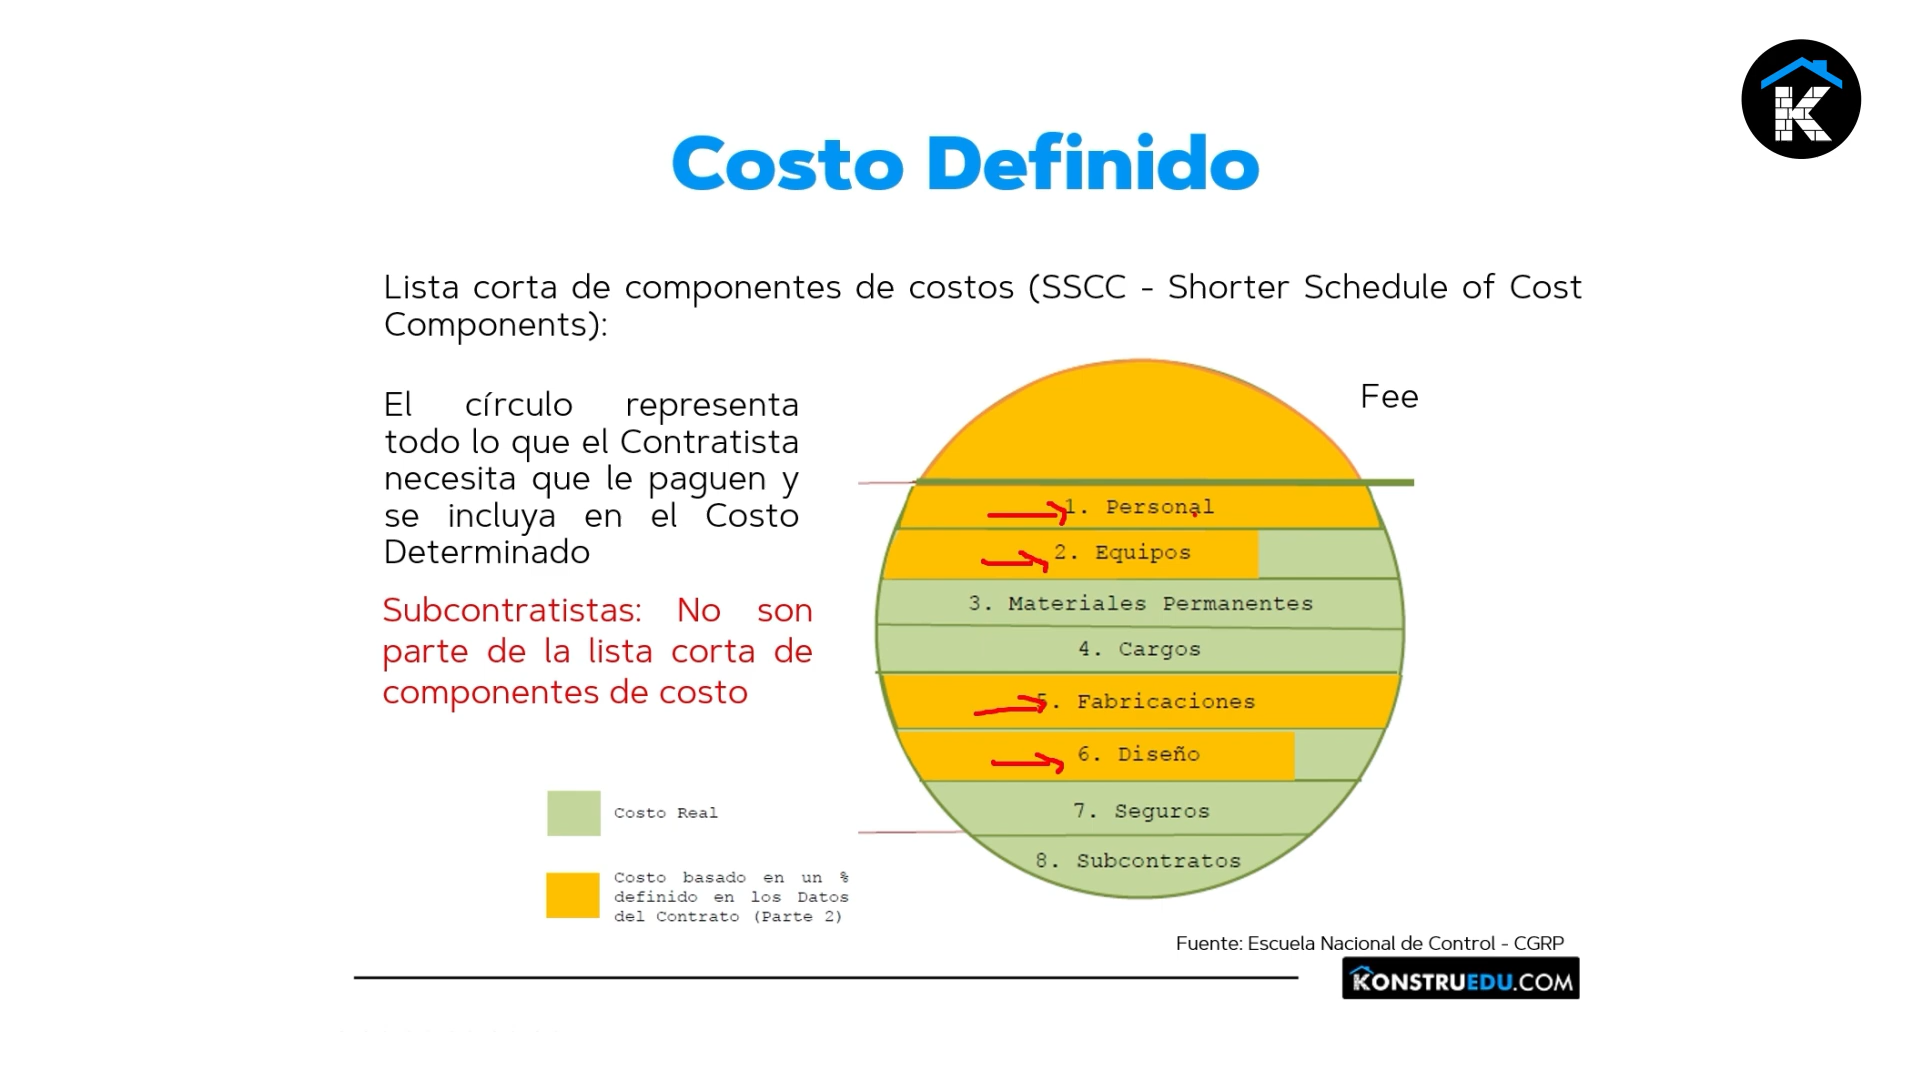 Costo Definido
Lista corta de componentes de costos (SSCC - Shorter Schedule of Cost
Components):
El círculo representa
todo lo que el Contratista
necesita que le paguen y
se incluya en el Costo
Determinado
Subcontratistas: No son
parte de la lista corta de
componentes de costo
Fee
1. Personal
2. Equipos
3. Materiales Permanentes
4. Cargos
5. Fabricaciones
6. Diseño
7. Seguros
8. Subcontratos
Costo Real
Costo basado en un %
definido en los Datos
del Contrato (Parte 2)
Fuente: Escuela Nacional de Control - CGRP
KONSTRUEDU.COM
K